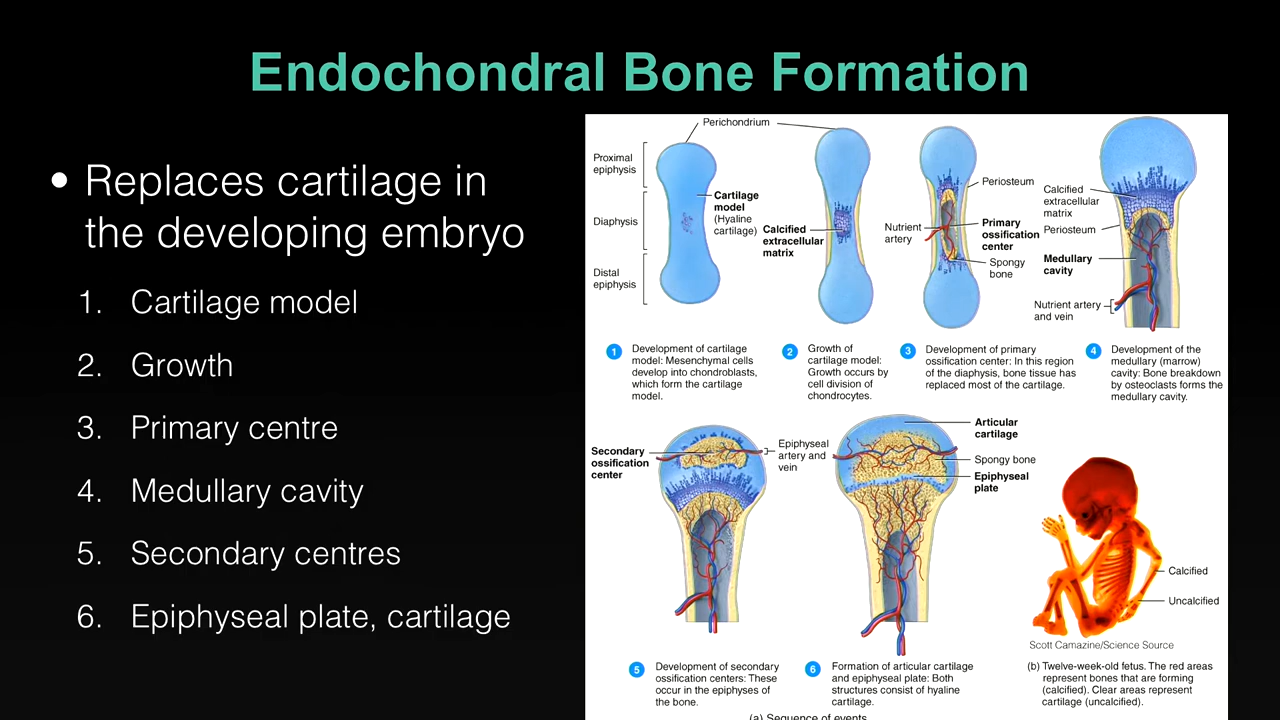 Endochondral Bone Formation
• Replaces cartilage in
the developing embryo
1. Cartilage model
2. Growth
3. Primary centre
4. Medullary cavity
5. Secondary centres
6. Epiphyseal plate, cartilage
Perichondrium
Proximal
epiphysis
Diaphysis
Distal
epiphysis
Cartilage
model
(Hyaline
cartilage)
Calcified
extracellular
matrix
Nutrient
artery
Periosteum
Primary
ossification
center
Spongy
bone
Calcified
extracellular
matrix
Periosteum
Medullary
cavity
Nutrient artery
and vein
1 Development of cartilage
model: Mesenchymal cells
develop into chondroblasts,
which form the cartilage
model.
2 Growth of
cartilage model:
Growth occurs by
cell division of
chondrocytes.
3 Development of primary
ossification center: In this region
of the diaphysis, bone tissue has
replaced most of the cartilage.
4 Development of the
medullary (marrow)
cavity: Bone breakdown
by osteoclasts forms the
medullary cavity.
Secondary
ossification
center
Epiphyseal
artery and
vein
Articular
cartilage
Spongy bone
Epiphyseal
plate
Calcified
Uncalcified
Scott Camazine/Science Source
5 Development of secondary
ossification centers: These
occur in the epiphyses of
the bone.
6 Formation of articular cartilage
and epiphyseal plate: Both
structures consist of hyaline
cartilage.
(b) Twelve-week-old fetus. The red areas
represent bones that are forming
(calcified). Clear areas represent
cartilage (uncalcified).
(a) Sequence of events